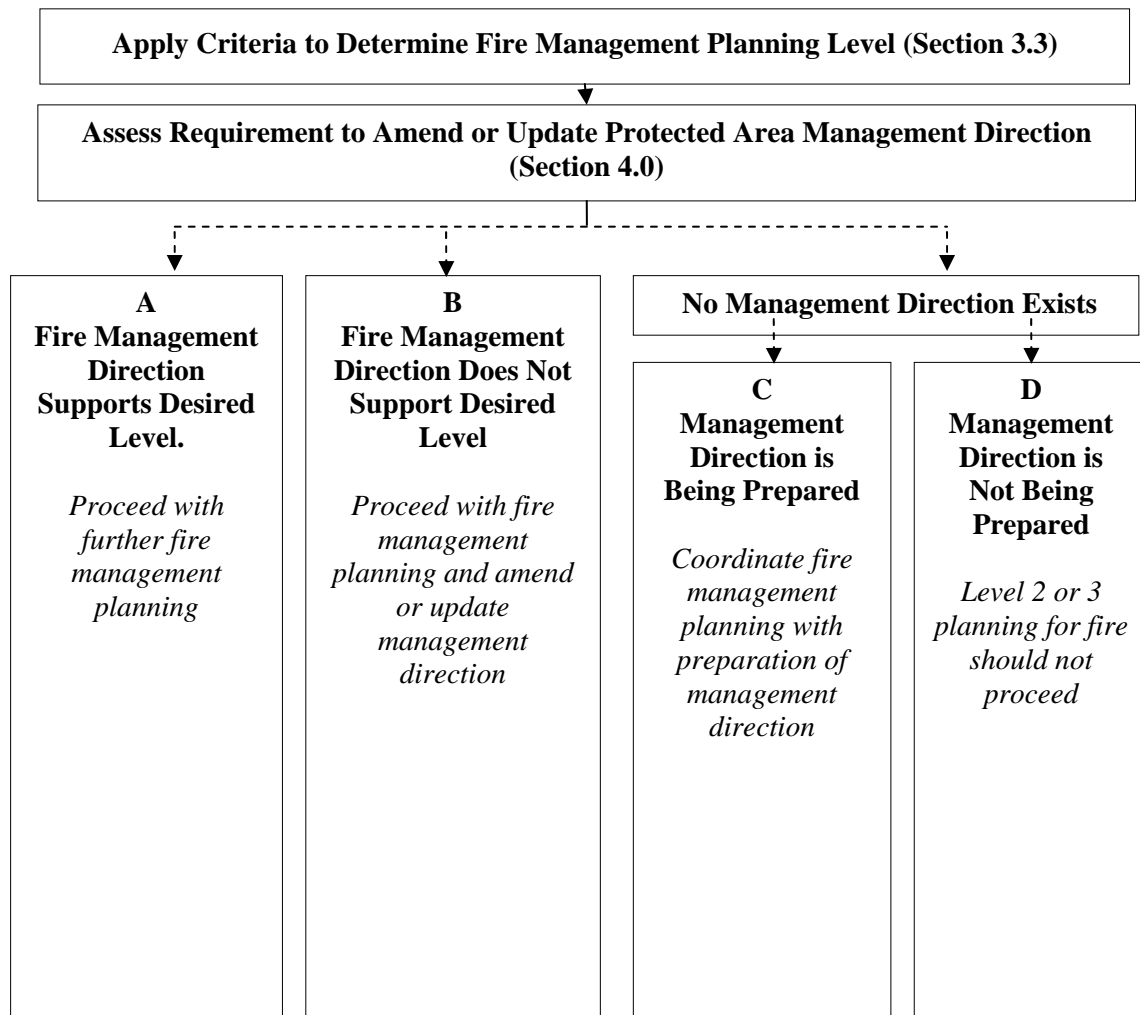 Apply Criteria to Determine Fire Management Planning Level (Section 3.3)
Assess Requirement to Amend or Update Protected Area Management Direction
(Section 4.0)
A
Fire Management
Direction
Supports Desired
Level.
Proceed with
further fire
management
planning
B
Fire Management
Direction Does Not
Support Desired
Level
Proceed with fire
management
planning and amend
or update
management
direction
No Management Direction Exists
C
Management
Direction is
Being Prepared
Coordinate fire
management
planning with
preparation of
management
direction
D
Management
Direction is
Not Being
Prepared
Level 2 or 3
planning for fire
should not
proceed